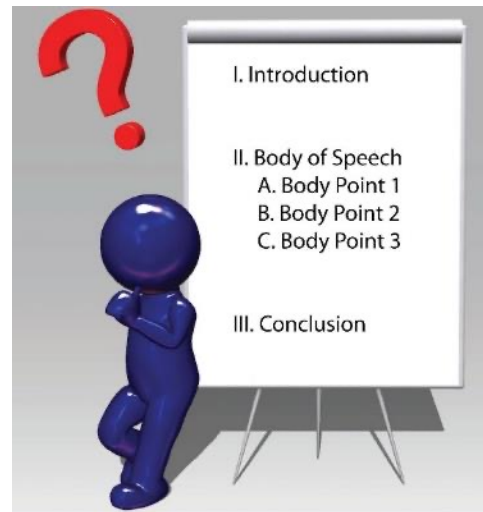 ?
I. Introduction
II. Body of Speech
A. Body Point 1
B. Body Point 2
C. Body Point 3
III. Conclusion